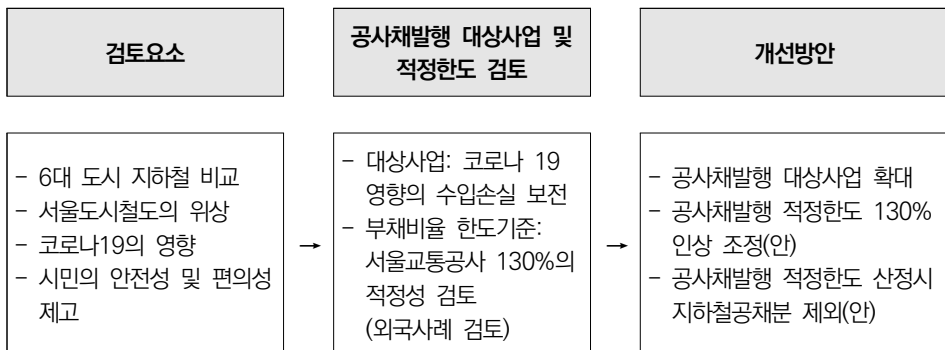 검토요소
공사채발행 대상사업 및
적정한도 검토
개선방안
- 6대 도시 지하철 비교
- 서울도시철도의 위상
- 코로나19의 영향
- 시민의 안전성 및 편의성
제고
→
- 대상사업: 코로나 19
영향의 수입손실 보전
- 부채비율 한도기준:
서울교통공사 130%의
적정성 검토
(외국사례 검토)
→
- 공사채발행 대상사업 확대
- 공사채발행 적정한도 130%
인상 조정(안)
- 공사채발행 적정한도 산정시
지하철공채분 제외(안)